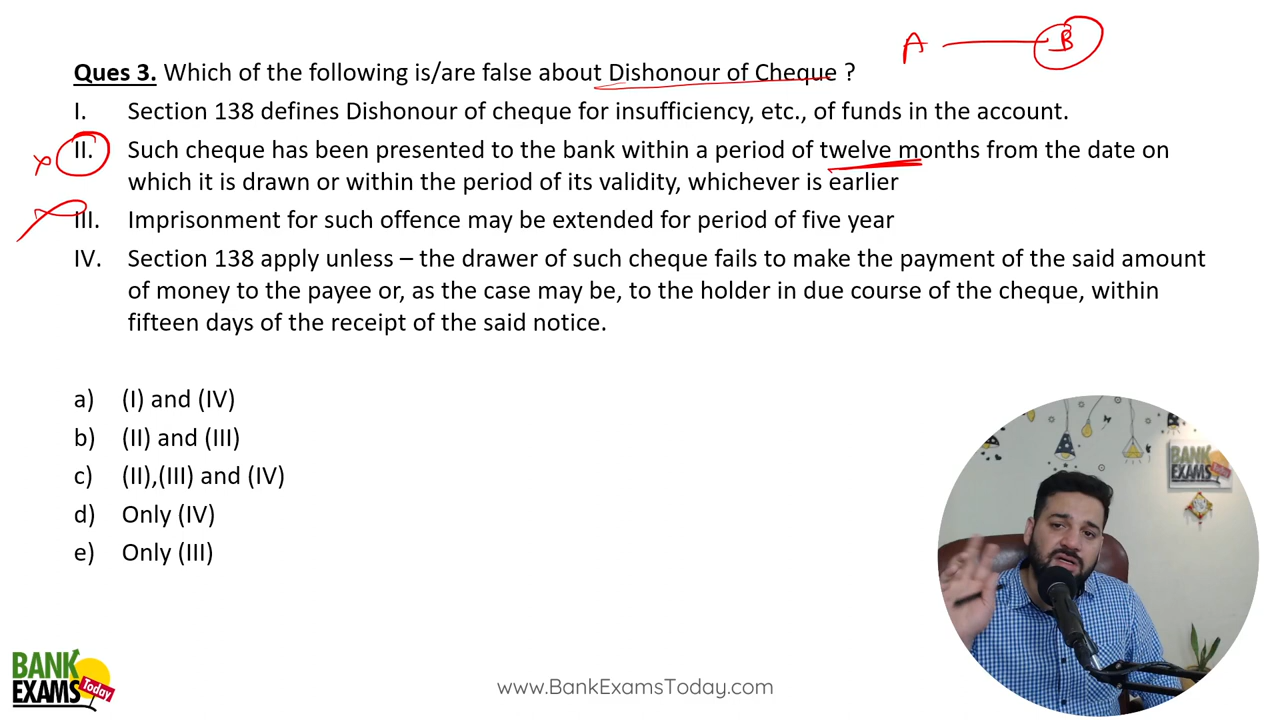 A B
Ques 3. Which of the following is/are false about Dishonour of Cheque ?
I. Section 138 defines Dishonour of cheque for insufficiency, etc., of funds in the account.
II. Such cheque has been presented to the bank within a period of twelve months from the date on
which it is drawn or within the period of its validity, whichever is earlier
III. Imprisonment for such offence may be extended for period of five year
IV. Section 138 apply unless – the drawer of such cheque fails to make the payment of the said amount
of money to the payee or, as the case may be, to the holder in due course of the cheque, within
fifteen days of the receipt of the said notice.
a) (I) and (IV)
b) (II) and (III)
c) (II),(III) and (IV)
d) Only (IV)
e) Only (III)
BANK
EXAMS Today
BANK
EXAMS Today
www.BankExamsToday.com